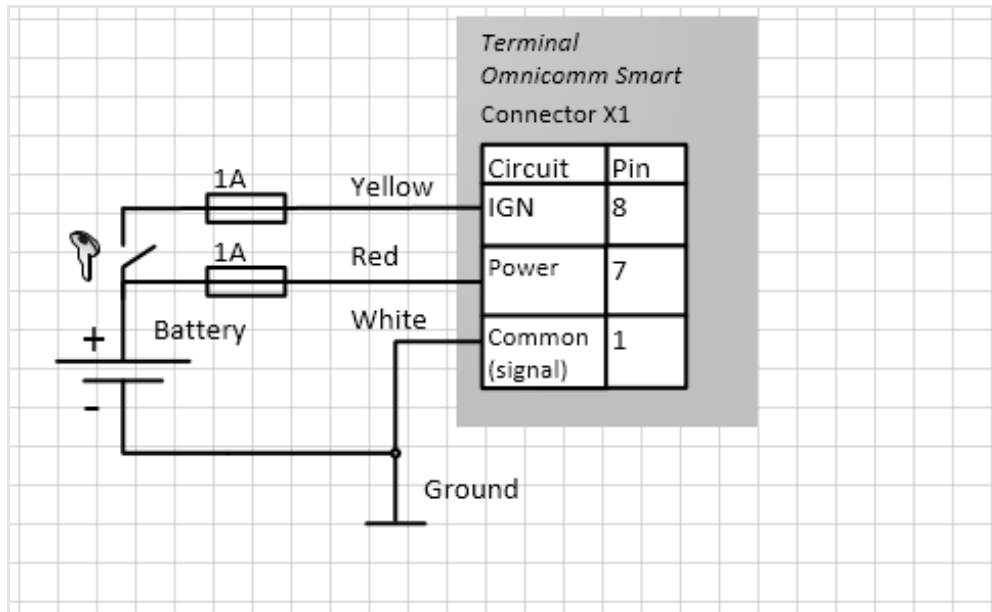 Terminal
Omnicomm Smart
Connector X1
Circuit Pin
1A
Yellow
IGN 8
1A
Red
Power 7
White
+
Battery
Common 1
(signal)
-
Ground